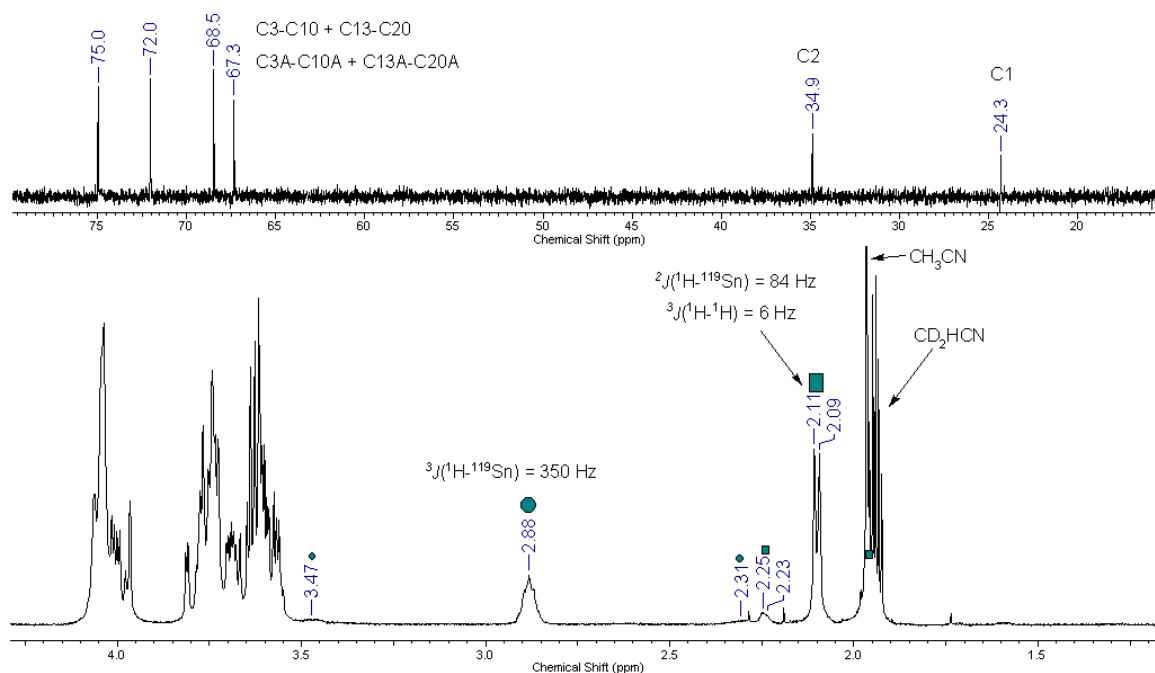 75.0
72.0
68.5
67.3
C3-C10 + C13-C20
C3A-C10A + C13A-C20A
C2
34.9
C1
24.3
75 70 65 60 55 50 45 40 35 30 25 20
Chemical Shift (ppm)
²J(¹H-¹¹⁹Sn) = 84 Hz
³J(¹H-¹H) = 6 Hz
CH₃CN
CD₂HCN
2.11
2.09
³J(¹H-¹¹⁹Sn) = 350 Hz
2.88
3.47
2.31
2.25
2.23
4.0 3.5 3.0 2.5 2.0 1.5
Chemical Shift (ppm)